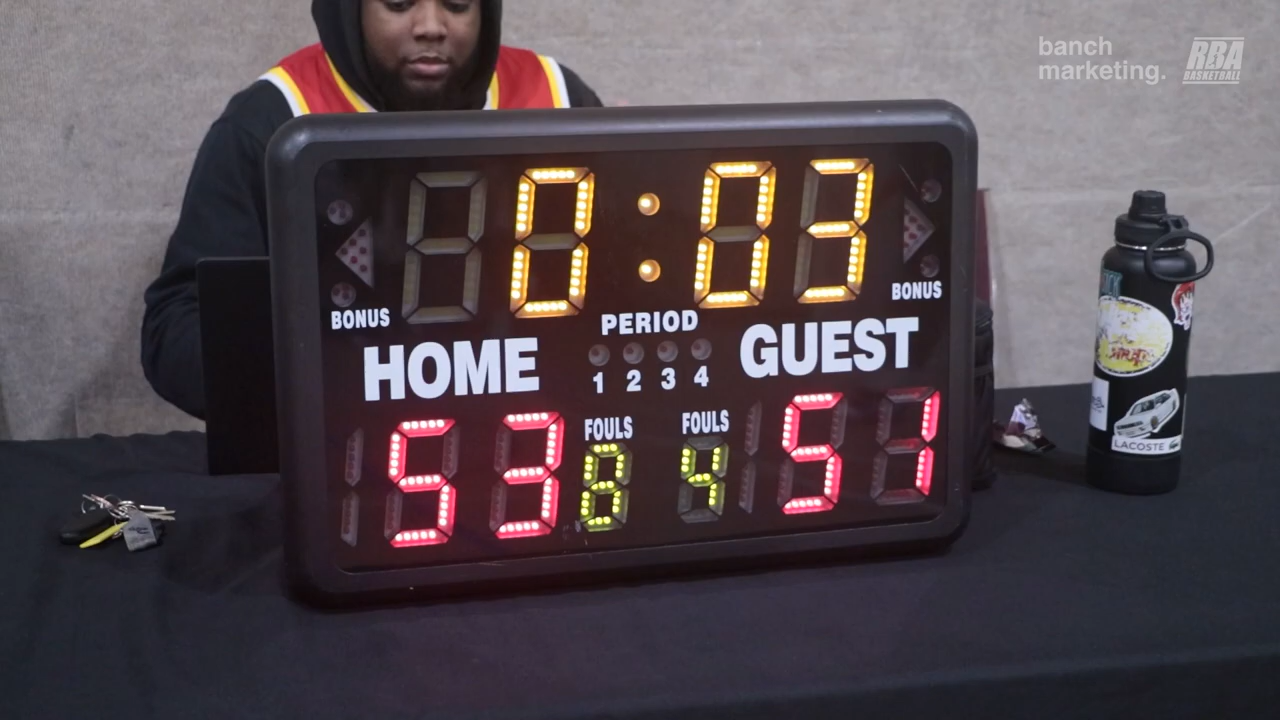 banch
marketing.
RBA
BASKETBALL
0:03
BONUS
BONUS
PERIOD
HOME
GUEST
1 2 3 4
FOULS
FOULS
53
8
4
51
LACOSTE